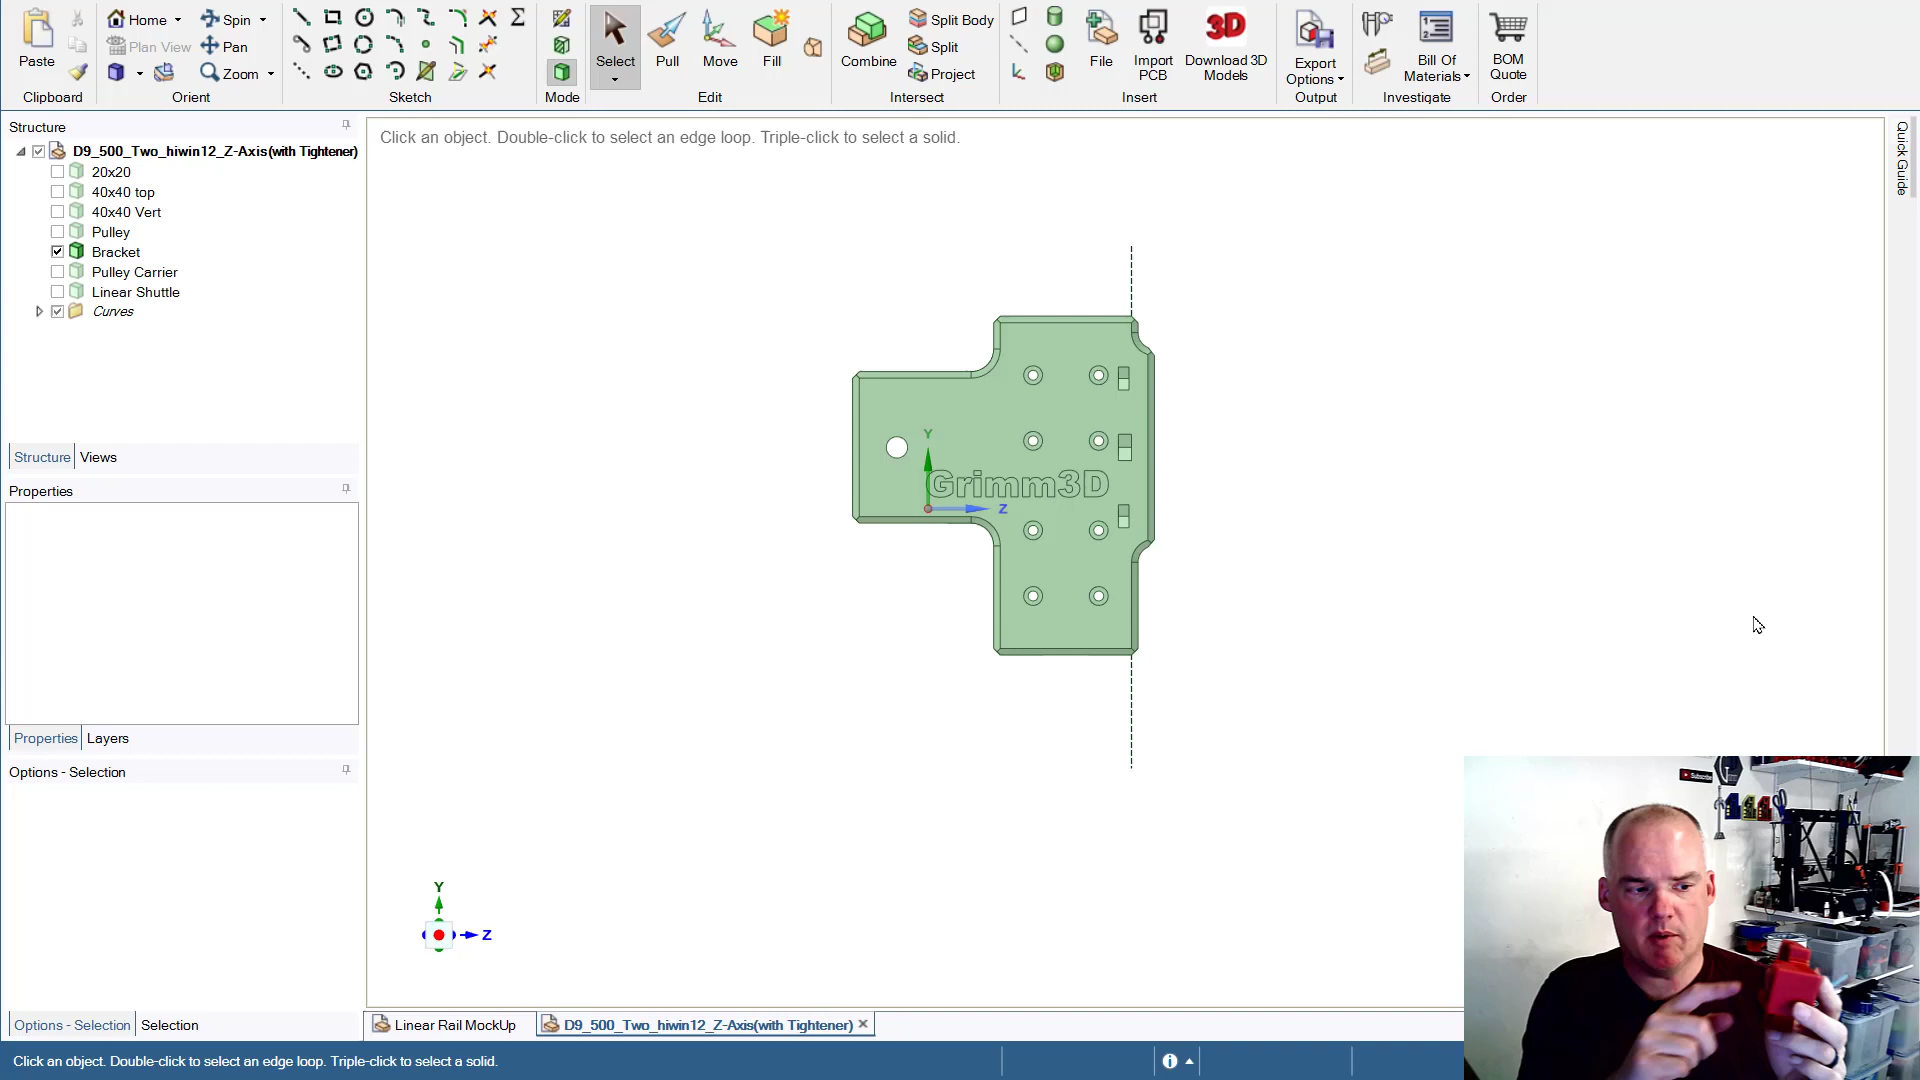 Paste
Clipboard
Home
Plan View
Spin
Pan
Zoom
Orient
Sketch
Mode
Select
Pull
Move
Fill
Edit
Combine
Split Body
Split
Project
Intersect
File
Import
PCB
Download 3D
Models
Insert
3D
Export
Options
Output
Bill Of
Materials
Investigate
BOM
Quote
Order
Structure
D9_500_Two_hiwin12_Z-Axis(with Tightener)
20x20
40x40 top
40x40 Vert
Pulley
Bracket
Pulley Carrier
Linear Shuttle
Curves
Structure
Views
Properties
Properties
Layers
Options - Selection
Options - Selection
Selection
Click an object. Double-click to select an edge loop. Triple-click to select a solid.
Quick Guide
Y
Grimm3D
Z
Y
Z
Subscribe
Linear Rail MockUp
D9_500_Two_hiwin12_Z-Axis(with Tightener)
Click an object. Double-click to select an edge loop. Triple-click to select a solid.